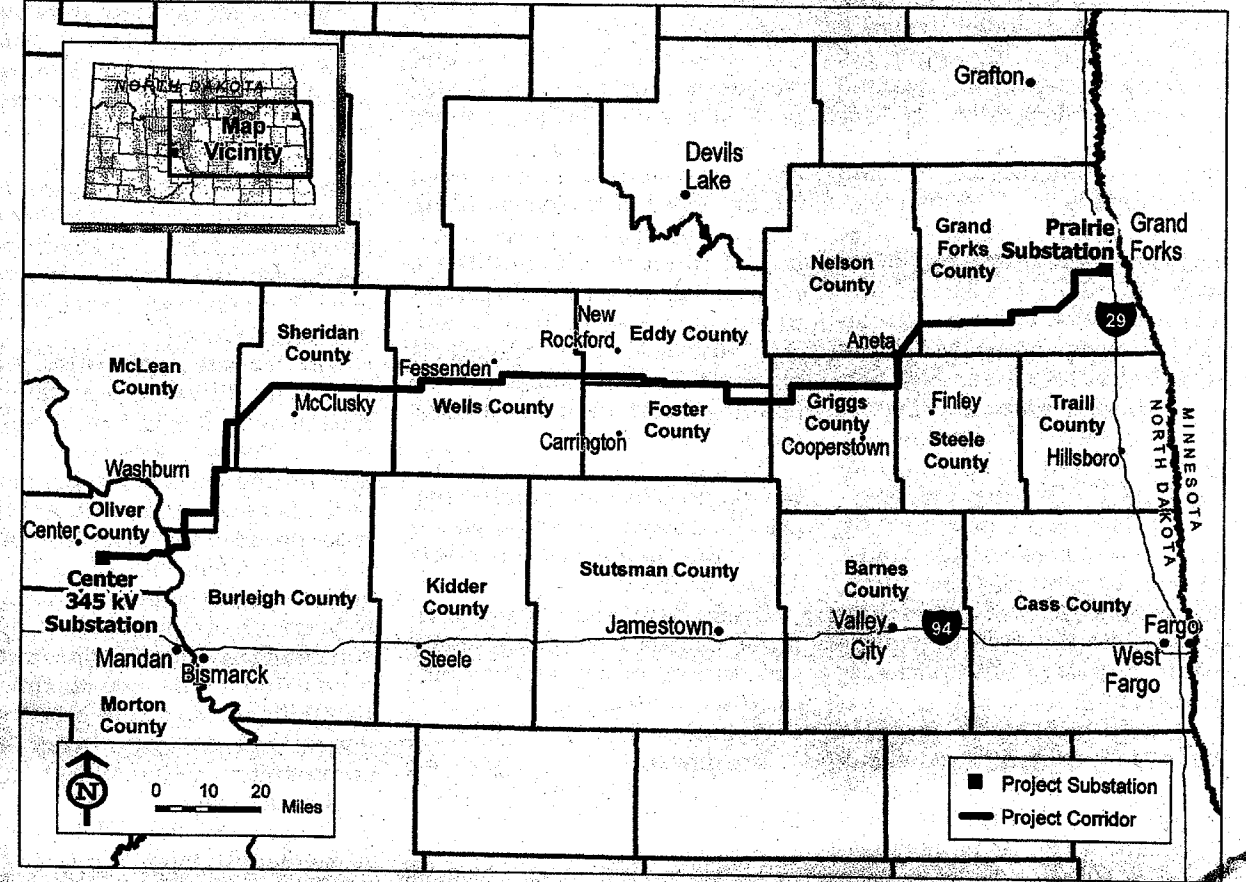 NORTH DAKOTA
Map
Vicinity
Grafton
Devils
Lake
Grand
Forks
County
Prairie
Substation
Grand
Forks
Nelson
County
29
Sheridan
County
New
Rockford
Eddy County
Aneta
McLean
County
Fessenden
McClusky
Wells County
Foster
County
Griggs
County
Cooperstown
Finley
Steele
County
Traill
County
Hillsboro
MINNESOTA
NORTH DAKOTA
Carrington
Washburn
Oliver
County
Center
Center
345 kV
Substation
Burleigh County
Kidder
County
Stutsman County
Barnes
County
Cass County
Jamestown
Valley
City
94
Fargo
West
Fargo
Mandan
Bismarck
Steele
Morton
County
N
0 10 20 Miles
Project Substation
Project Corridor